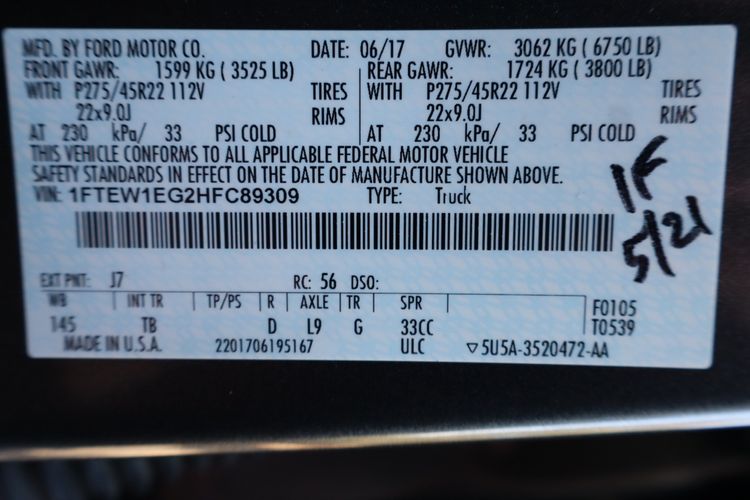 MFD. BY FORD MOTOR CO. DATE: 06/17 GVWR: 3062 KG ( 6750 LB)
FRONT GAWR: 1599 KG ( 3525 LB) REAR GAWR: 1724 KG ( 3800 LB)
WITH P275/45R22 112V TIRES WITH P275/45R22 112V TIRES
22x9.0J RIMS 22x9.0J RIMS
AT 230 kPa/ 33 PSI COLD AT 230 kPa/ 33 PSI COLD
THIS VEHICLE CONFORMS TO ALL APPLICABLE FEDERAL MOTOR VEHICLE
SAFETY STANDARDS IN EFFECT ON THE DATE OF MANUFACTURE SHOWN ABOVE.
VIN: 1FTEW1EG2HFC89309 TYPE: Truck
1F
5/21
EXT PNT: J7 RC: 56 DSO:
WB INT TR TP/PS R AXLE TR SPR F0105
145 TB D L9 G 33CC T0539
MADE IN U.S.A. 2201706195167 ULC ▽5U5A-3520472-AA